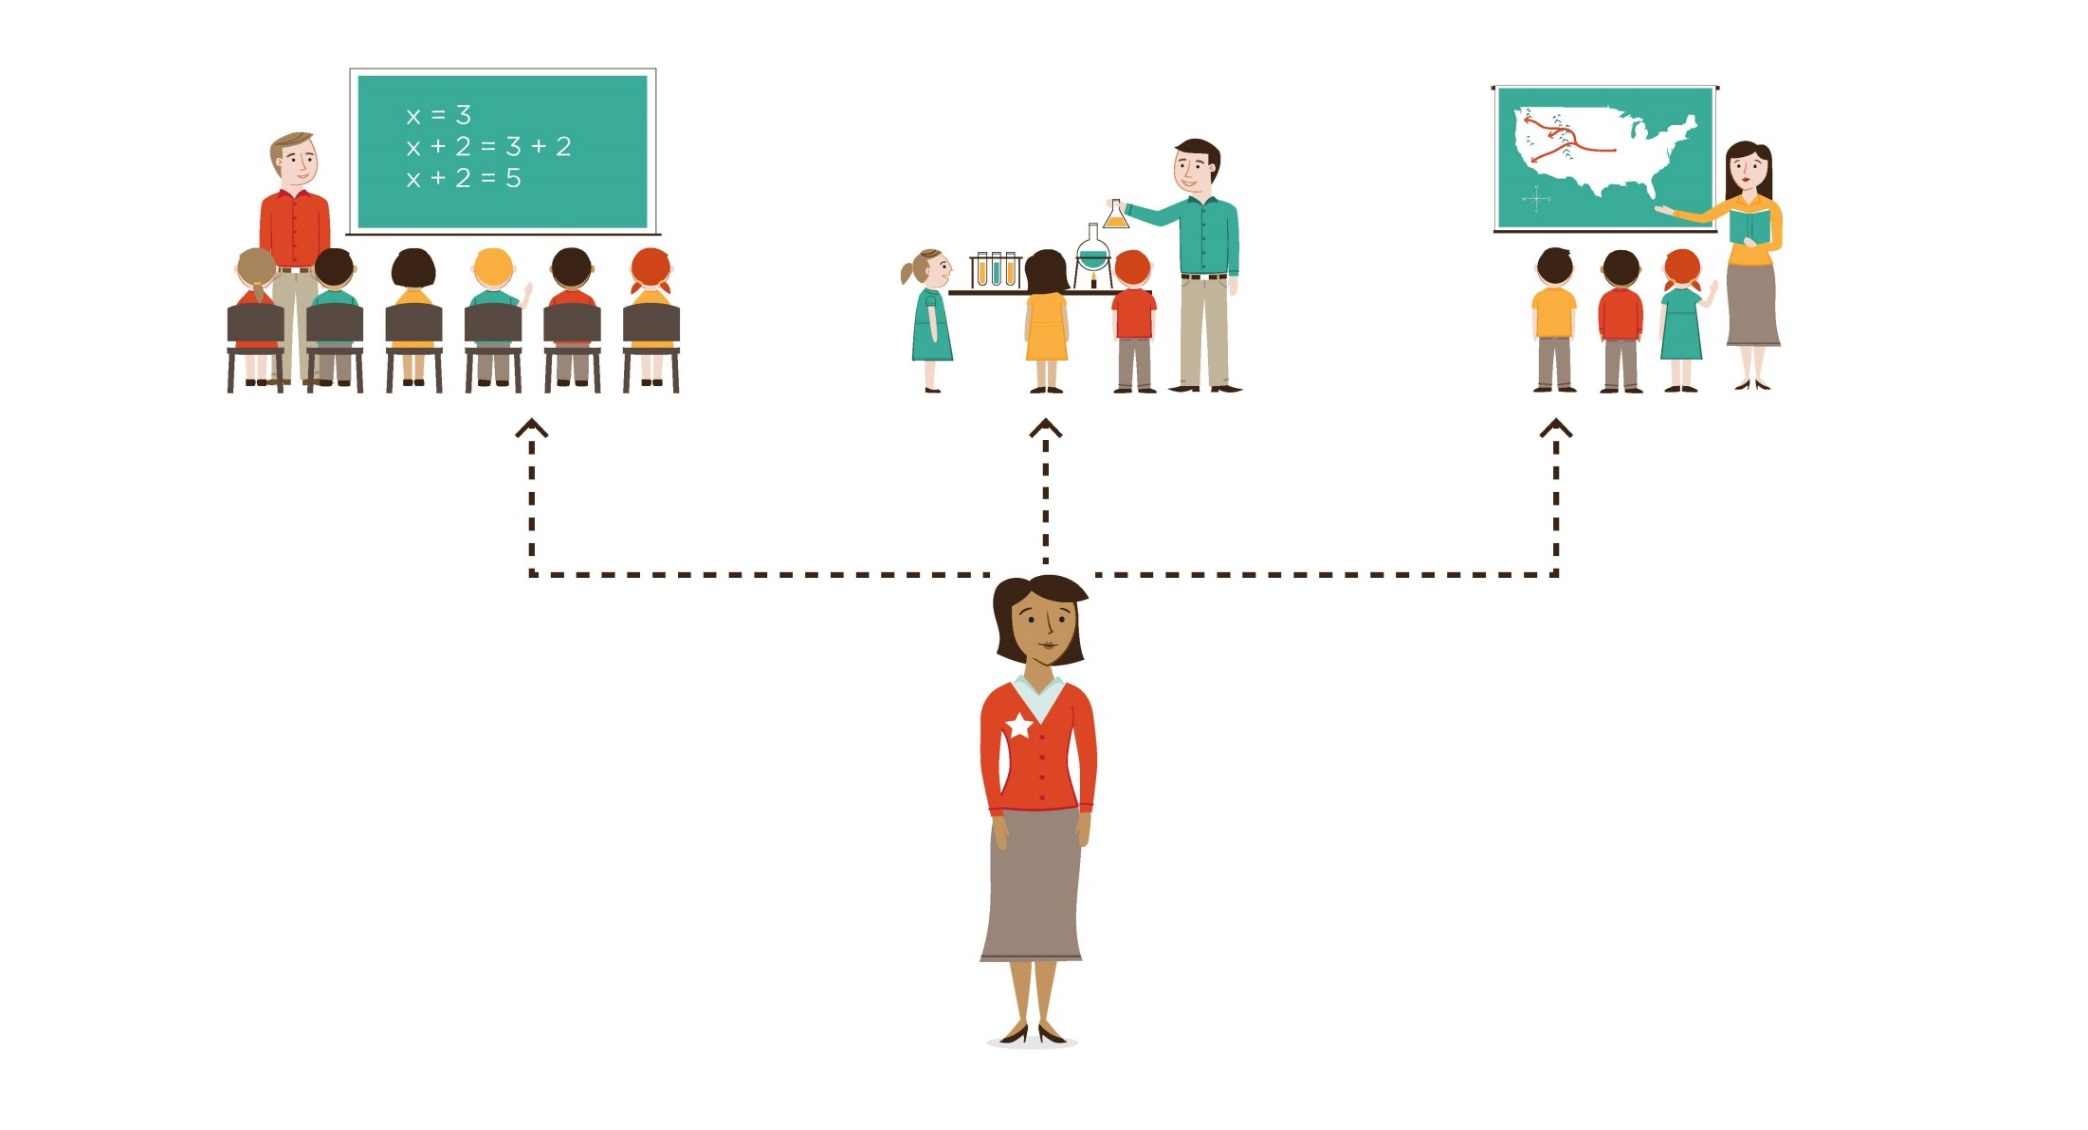 x = 3
x + 2 = 3 + 2
x + 2 = 5